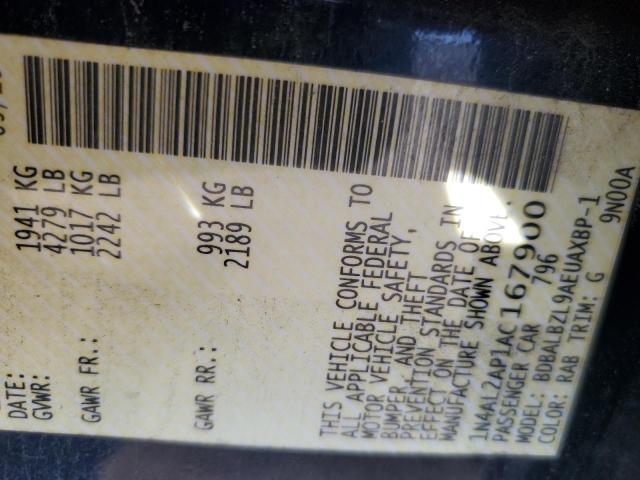 DATE:
GVWR: 1941 KG
4279 LB
GAWR FR.: 1017 KG
2242 LB
GAWR RR.: 993 KG
2189 LB
THIS VEHICLE CONFORMS TO
ALL APPLICABLE FEDERAL
MOTOR VEHICLE SAFETY,
BUMPER, AND THEFT
PREVENTION STANDARDS IN
EFFECT ON THE DATE OF
MANUFACTURE SHOWN ABOVE.
1N4AL2AP1AC167900
PASSENGER CAR 796
MODEL: BDBALBZL9AEUAXBP-1
COLOR: RAB TRIM: G 9N00A